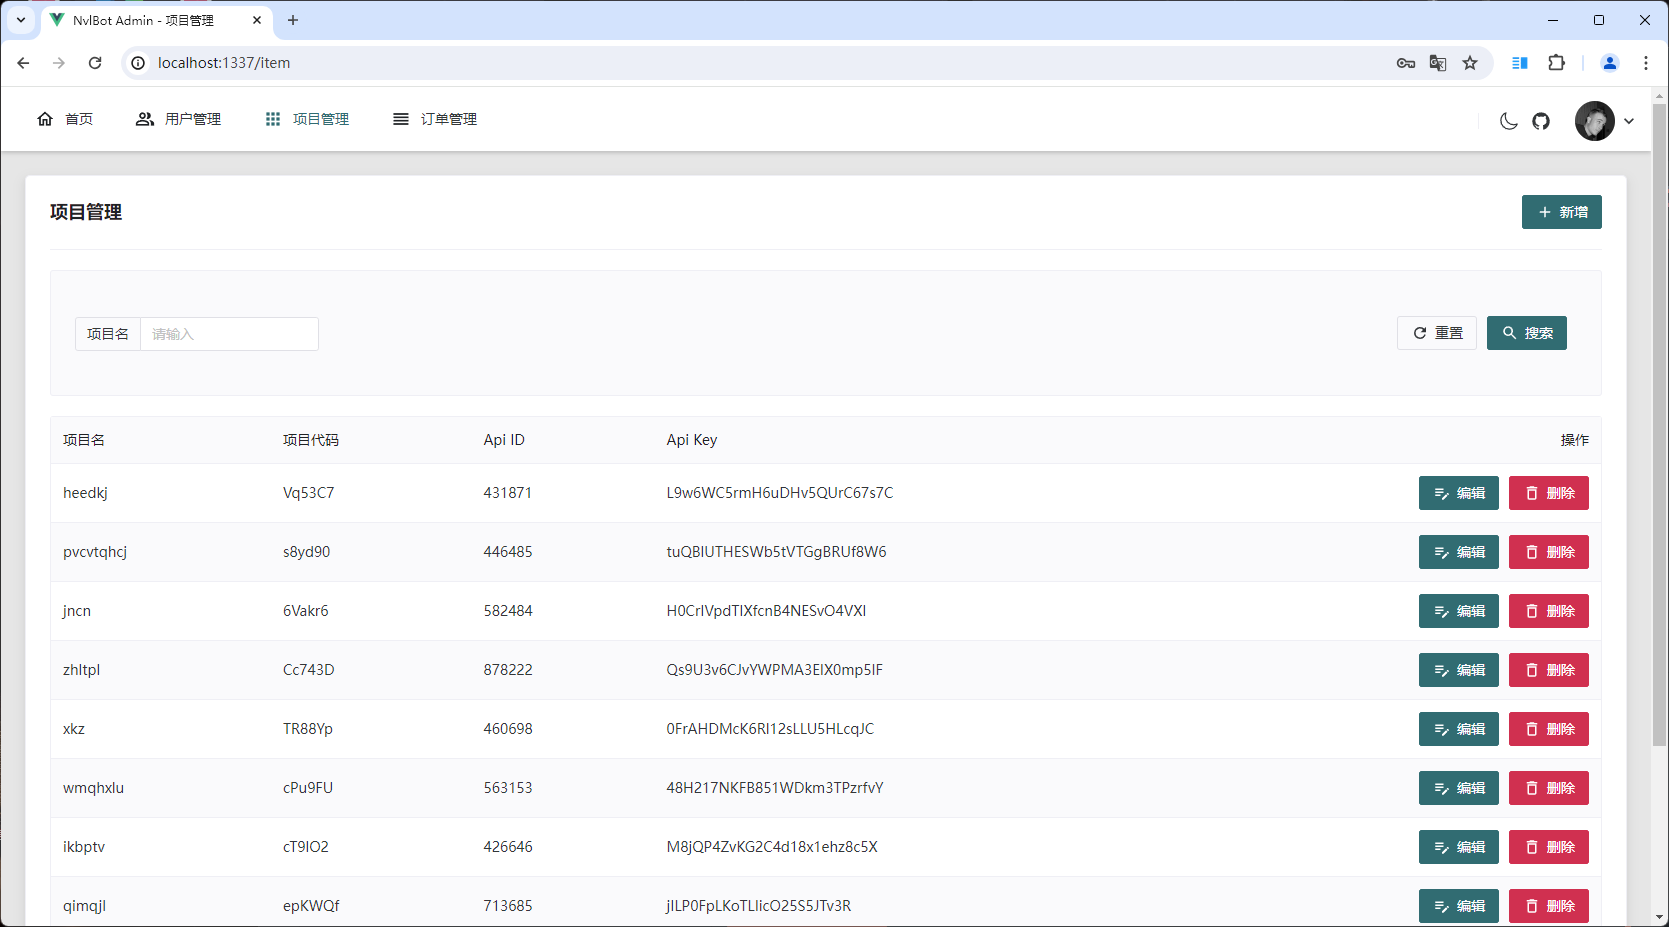 NvlBot Admin - 项目管理
localhost:1337/item
首页 用户管理 项目管理 订单管理
项目管理 新增
项目名 请输入 重置 搜索
项目名 项目代码 Api ID Api Key 操作
heedkj Vq53C7 431871 L9w6WC5rmH6uDHv5QUrC67s7C 编辑 删除
pvcvtqhcj s8yd90 446485 tuQBIUTHESWb5tVTGgBRUf8W6 编辑 删除
jncn 6Vakr6 582484 H0CrIVpdTIXfcnB4NESvO4VXI 编辑 删除
zhltpl Cc743D 878222 Qs9U3v6CJvYWPMA3EIX0mp5IF 编辑 删除
xkz TR88Yp 460698 0FrAHDMcK6RI12sLLU5HLcqJC 编辑 删除
wmqhxlu cPu9FU 563153 48H217NKFB851WDkm3TPzrfvY 编辑 删除
ikbptv cT9IO2 426646 M8jQP4ZvKG2C4d18x1ehz8c5X 编辑 删除
qimqjl epKWQf 713685 jILP0FpLKoTLIicO25S5JTv3R 编辑 删除